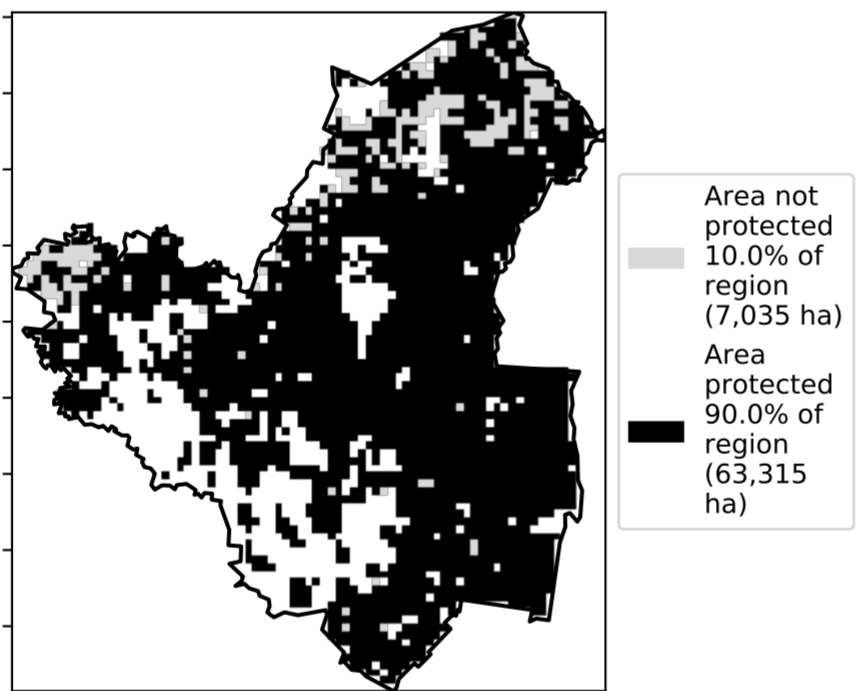 Area not
protected
10.0% of
region
(7,035 ha)
Area
protected
90.0% of
region
(63,315
ha)